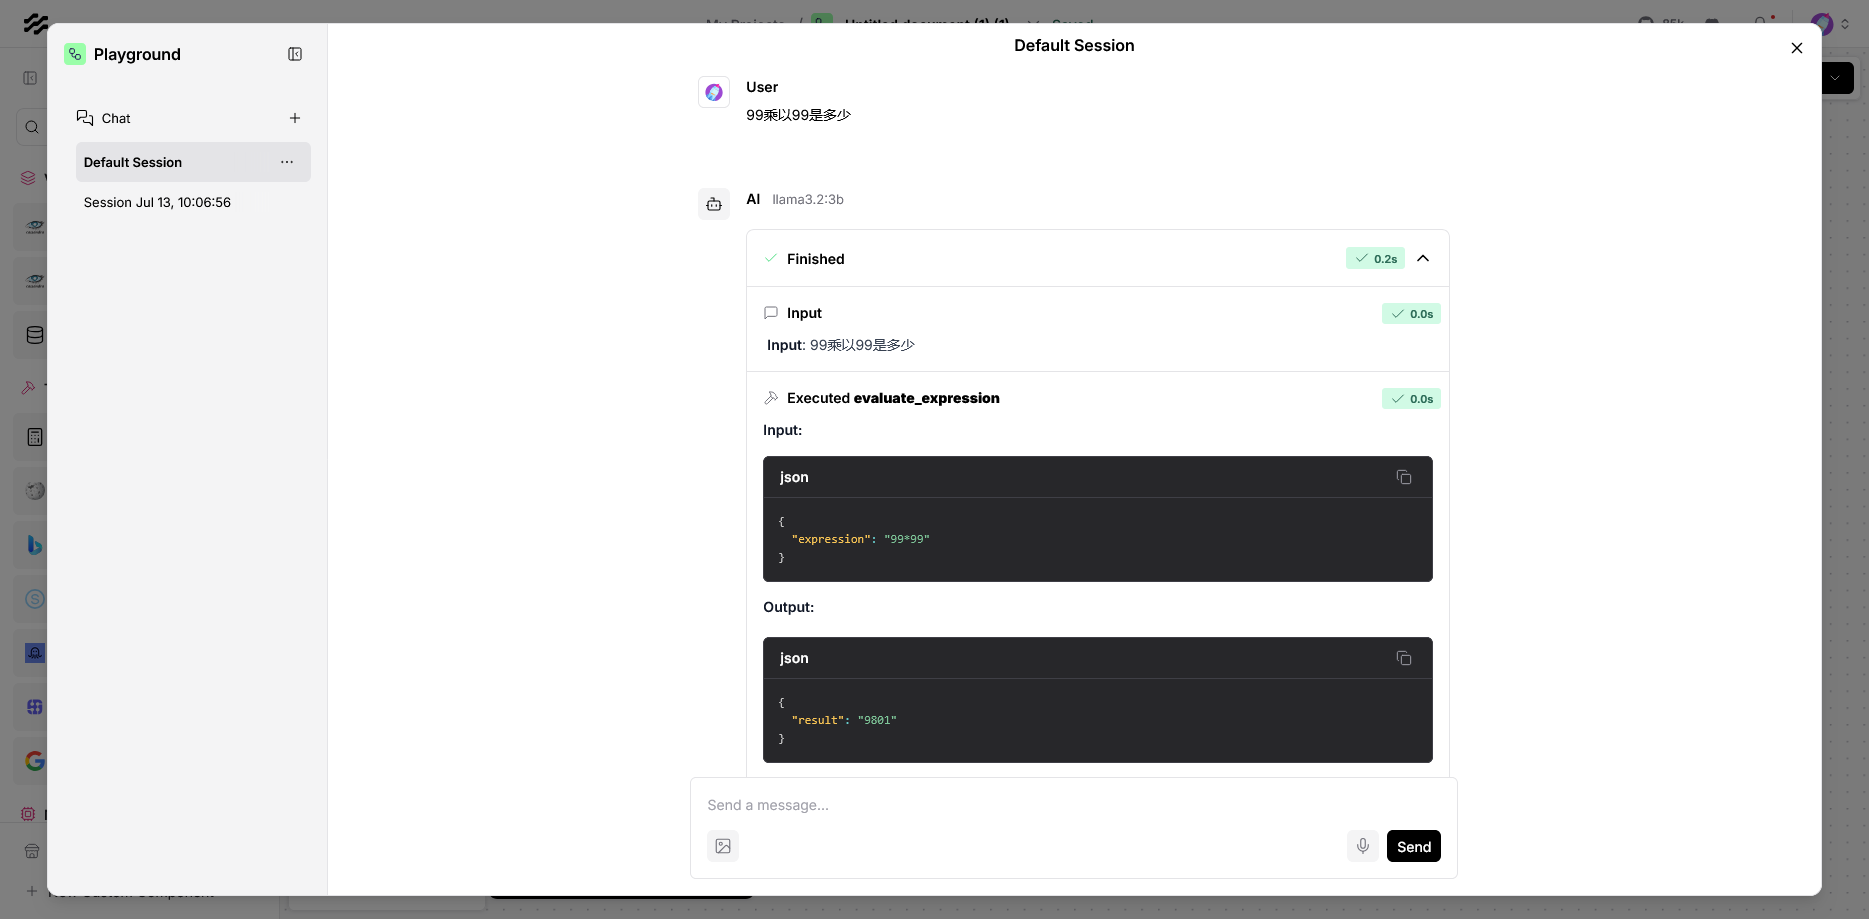 Playground
Chat
Default Session
Session Jul 13, 10:06:56
Default Session
User
99乘以99是多少
AI llama3.2:3b
Finished
0.2s
Input
0.0s
Input: 99乘以99是多少
Executed evaluate_expression
0.0s
Input:
json
{
"expression": "99*99"
}
Output:
json
{
"result": "9801"
}
Send a message...
Send